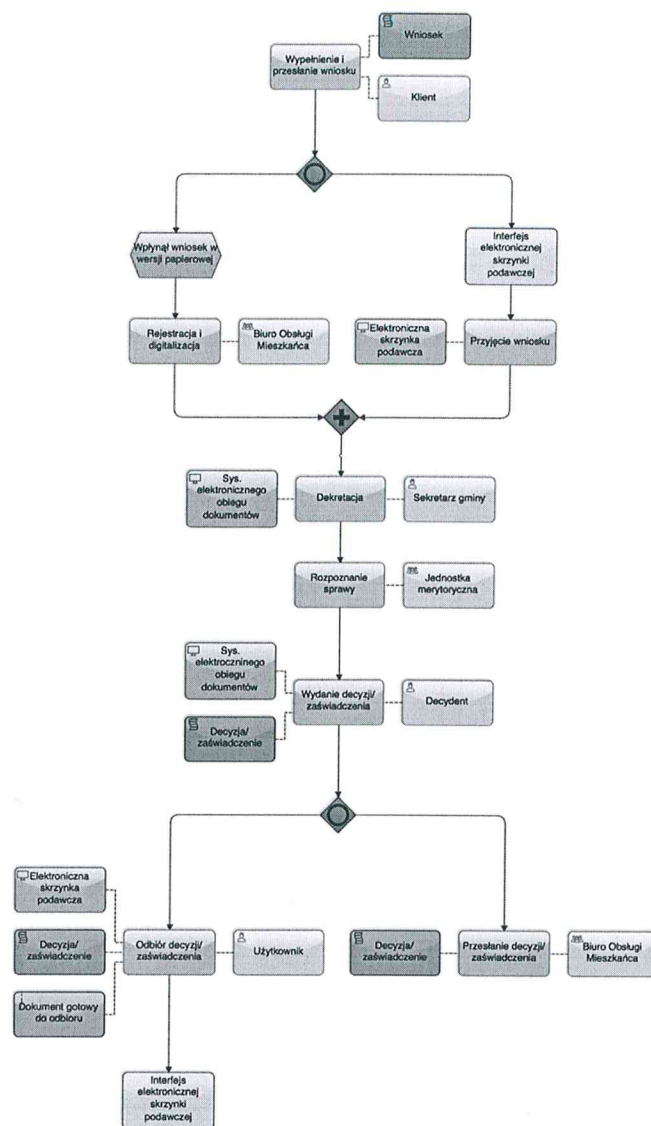 Wniosek
Wypełnienie i
przesłanie wniosku
Klient
Wpłynął wniosek w
wersji papierowej
Interfejs
elektronicznej
skrzynki
podawczej
Rejestracja i
digitalizacja
Biuro Obsługi
Mieszkańca
Elektroniczna
skrzynka
podawcza
Przyjęcie wniosku
Sys.
elektronicznego
obiegu
dokumentów
Dekretacja
Sekretarz gminy
Rozpoznanie
sprawy
Jednostka
merytoryczna
Sys.
elektroczninego
obiegu
dokumentów
Wydanie decyzji/
zaświadczenia
Decydent
Decyzja/
zaświadczenie
Elektroniczna
skrzynka
podawcza
Decyzja/
zaświadczenie
Odbiór decyzji/
zaświadczenia
Użytkownik
Dokument gotowy
do odbioru
Decyzja/
zaświadczenie
Przesłanie decyzji/
zaświadczenia
Biuro Obsługi
Mieszkańca
Interfejs
elektronicznej
skrzynki
podawczej